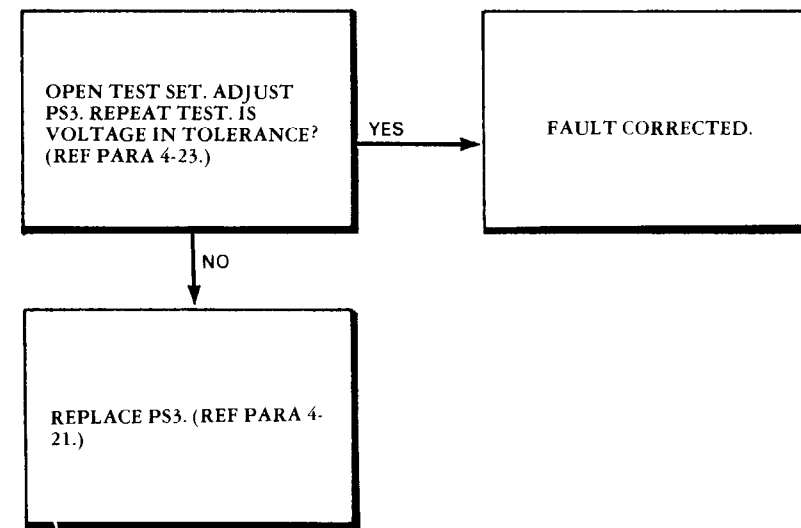 OPEN TEST SET. ADJUST
PS3. REPEAT TEST. IS
VOLTAGE IN TOLERANCE?
(REF PARA 4-23.)
YES
FAULT CORRECTED.
NO
REPLACE PS3. (REF PARA 4-
21.)